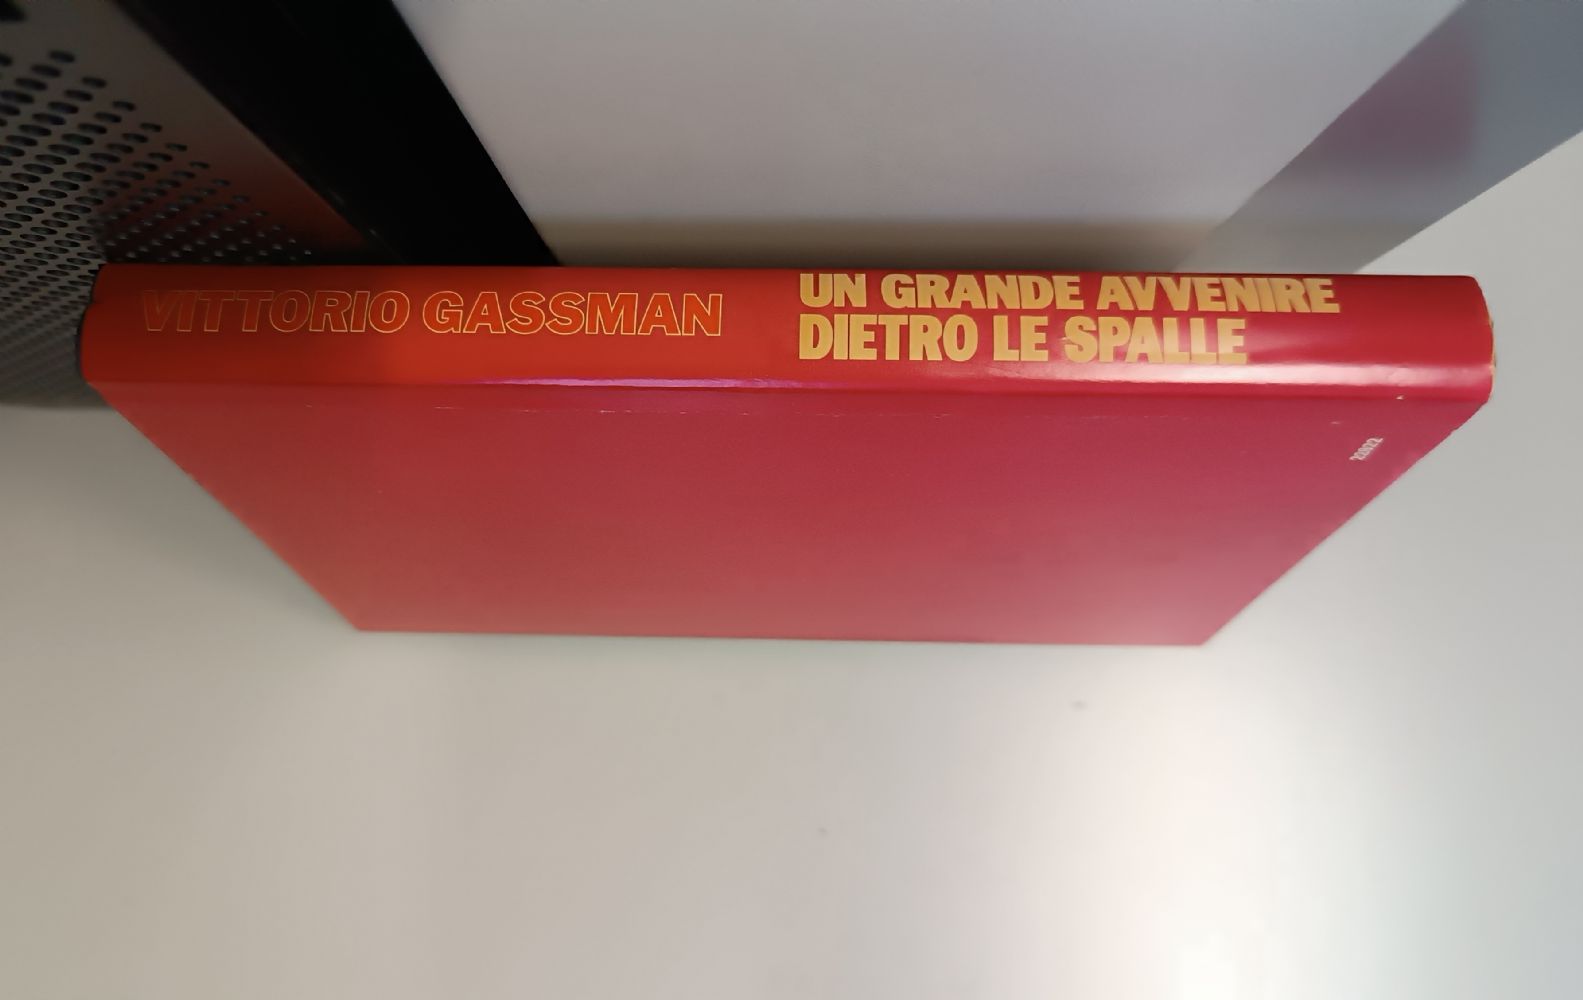 VITTORIO GASSMAN
UN GRANDE AVVENIRE
DIETRO LE SPALLE